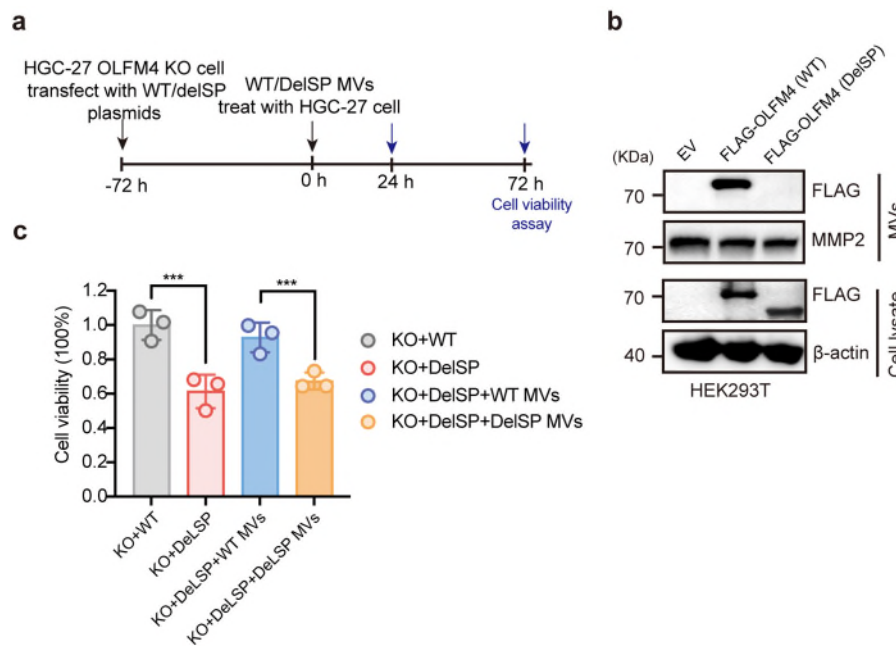 a
HGC-27 OLFM4 KO cell
transfect with WT/delSP
plasmids
WT/DelSP MVs
treat with HGC-27 cell
-72 h
0 h
24h
72 h
Cell viability
assay
b
(KDa)
EV
FLAG-OLFM4 (WT)
FLAG-OLFM4 (DelSP)
70
FLAG
70
MMP2
MVs
70
FLAG
40
β-actin
Cell lysate
HEK293T
c
Cell viability (100%)
1.2
1.0
0.8
0.6
0.4
0.2
0.0
***
***
KO+WT
KO+DeLSP
KO+DeLSP+WT MVs
KO+DeLSP+DeLSP MVs
KO+WT
KO+DelSP
KO+DelSP+WT MVs
KO+DelSP+DelSP MVs